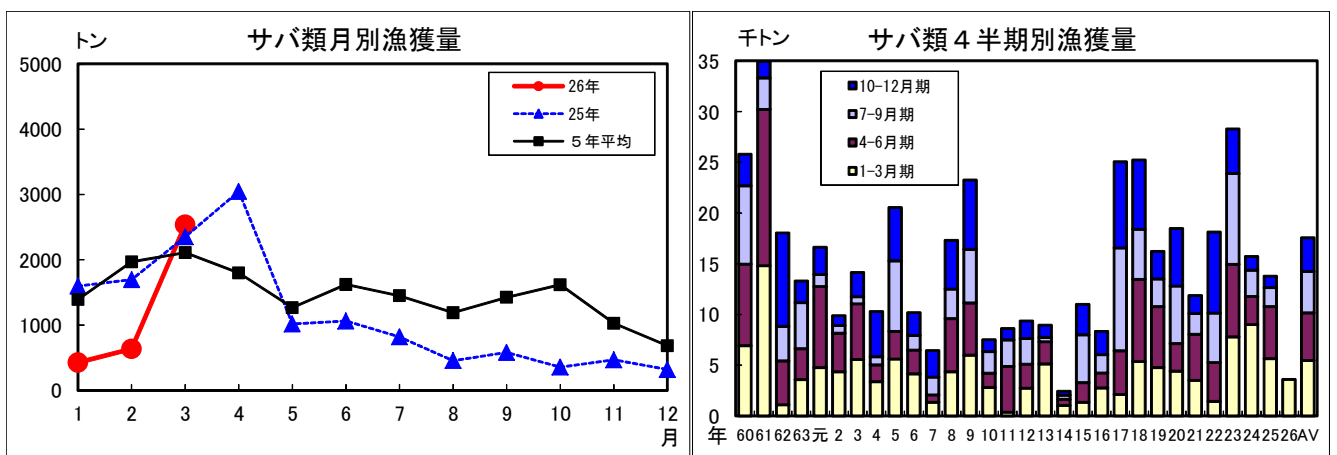 トン サバ類月別漁獲量
5000
4000
3000
2000
1000
0
26年
25年
５年平均
1 2 3 4 5 6 7 8 9 10 11 12
月
千トン サバ類４半期別漁獲量
35
30
25
20
15
10
5
0
10-12月期
7-9月期
4-6月期
1-3月期
年 60 61 62 63 元 2 3 4 5 6 7 8 9 10 11 12 13 14 15 16 17 18 19 20 21 22 23 24 25 26 AV